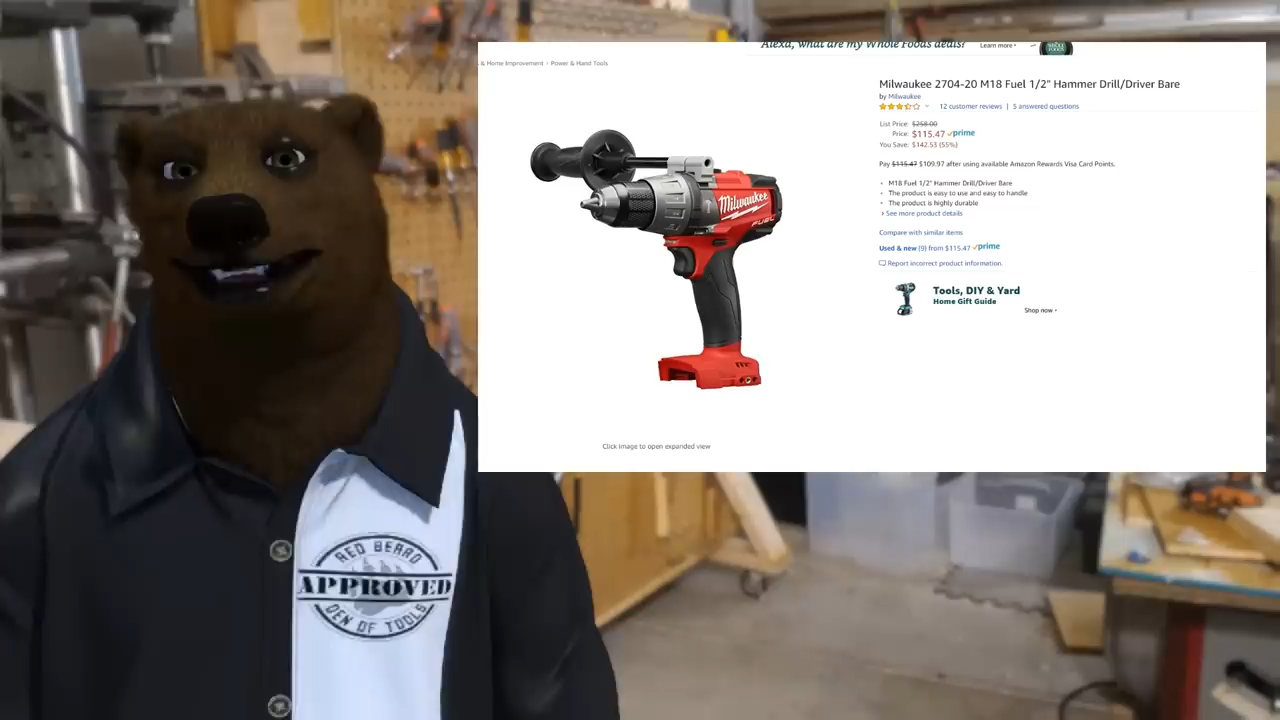 Alexa, what are my Whole Foods deals?
Learn more ›
& Home Improvement › Power & Hand Tools
Milwaukee 2704-20 M18 Fuel 1/2" Hammer Drill/Driver Bare
by Milwaukee
12 customer reviews | 5 answered questions
List Price: $258.00
Price: $115.47 prime
You Save: $142.53 (55%)
Pay $115.47 $109.97 after using available Amazon Rewards Visa Card Points.
• M18 Fuel 1/2" Hammer Drill/Driver Bare
• The product is easy to use and easy to handle
• The product is highly durable
› See more product details
Compare with similar items
Used & new (9) from $115.47 prime
Report incorrect product information.
Tools, DIY & Yard
Home Gift Guide
Shop now ›
Milwaukee
FUEL
Click image to open expanded view
RED BEARD
APPROVED
DEN OF TOOLS